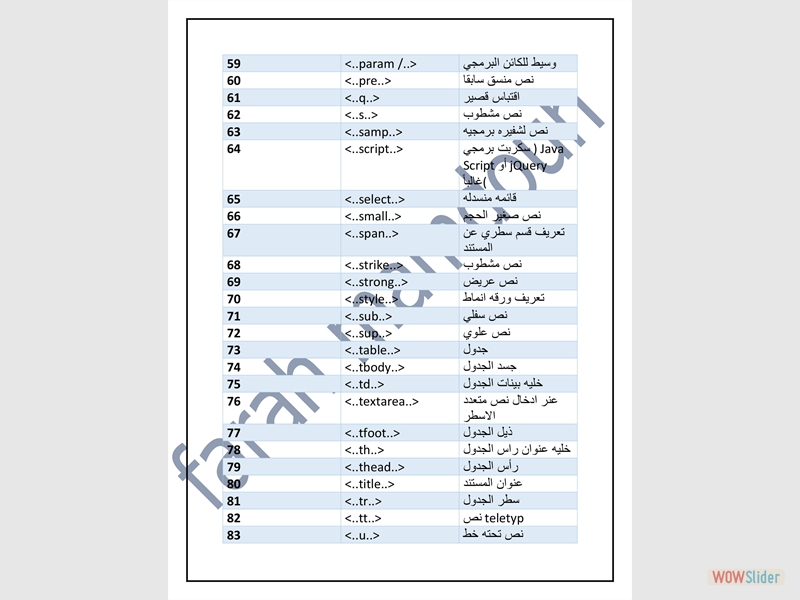 59 <..param /..> وسيط للكائن البرمجي
60 <..pre..> نص منسق سابقا
61 <..q..> اقتباس قصير
62 <..s..> نص مشطوب
63 <..samp..> نص لشفيره برمجيه
64 <..script..> سكربت برمجي ( Java
Script أو jQuery
غالباً)
65 <..select..> قائمه منسدله
66 <..small..> نص صغير الحجم
67 <..span..> تعريف قسم سطري عن
المستند
68 <..strike..> نص مشطوب
69 <..strong..> نص عريض
70 <..style..> تعريف ورقه انماط
71 <..sub..> نص سفلي
72 <..sup..> نص علوي
73 <..table..> جدول
74 <..tbody..> جسد الجدول
75 <..td..> خليه بينات الجدول
76 <..textarea..> عنر ادخال نص متعدد
الاسطر
77 <..tfoot..> ذيل الجدول
78 <..th..> خليه عنوان راس الجدول
79 <..thead..> رأس الجدول
80 <..title..> عنوان المستند
81 <..tr..> سطر الجدول
82 <..tt..> نص teletyp
83 <..u..> نص تحته خط
farah mamdouh
WOWSlider